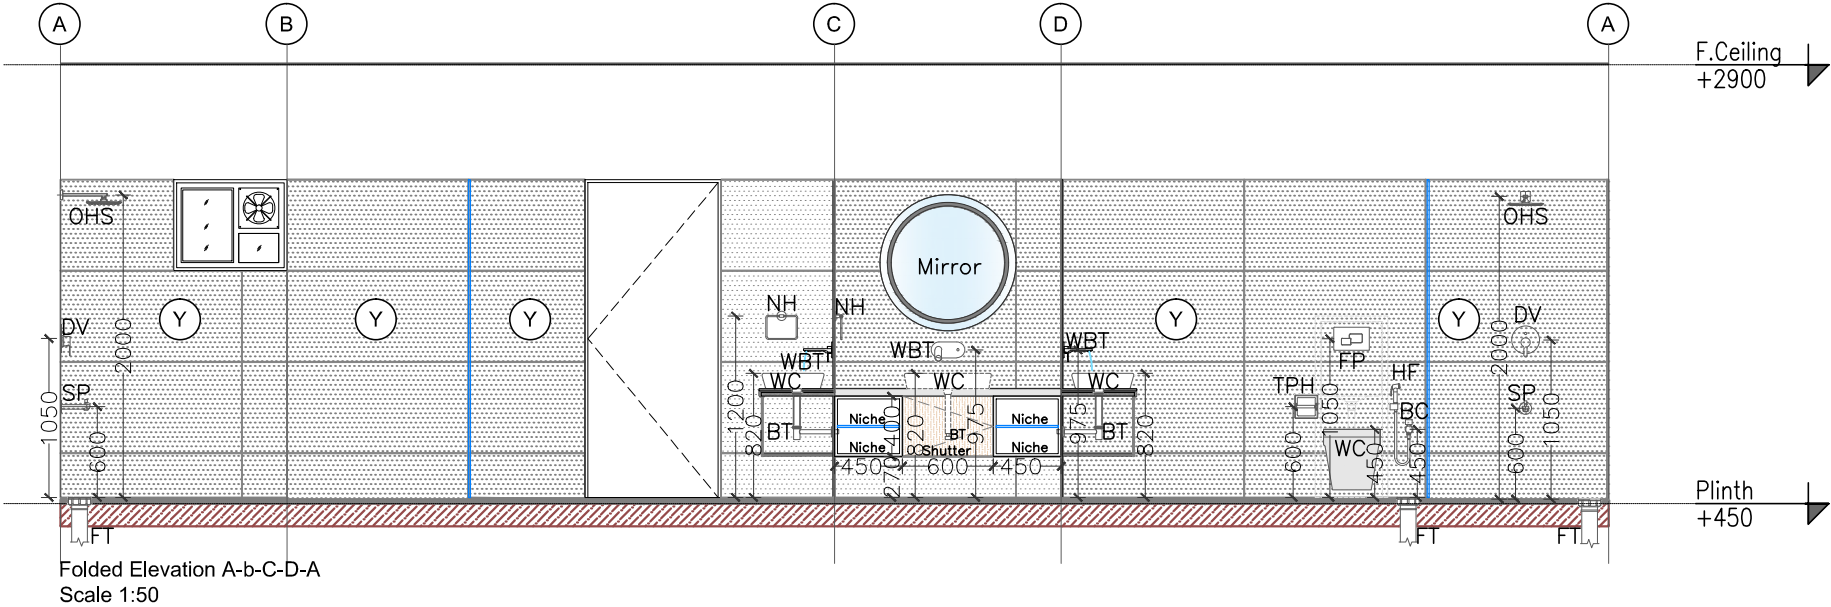 A
B
C
D
A
F.Ceiling
+2900
OHS
OHS
Mirror
NH
NH
Y
Y
Y
Y
Y
DV
DV
2000
2000
WBT
WBT
WBT
FP
WC
WC
WC
TPH
HF
SP
SP
BC
1050
600
1200
820
BT
Niche
Niche
400
820
BT
Shutter
975
Niche
Niche
975
BT
820
600
1050
WC
450
450
600
1050
450
270
600
450
Plinth
+450
FT
FT
FT
Folded Elevation A-b-C-D-A
Scale 1:50